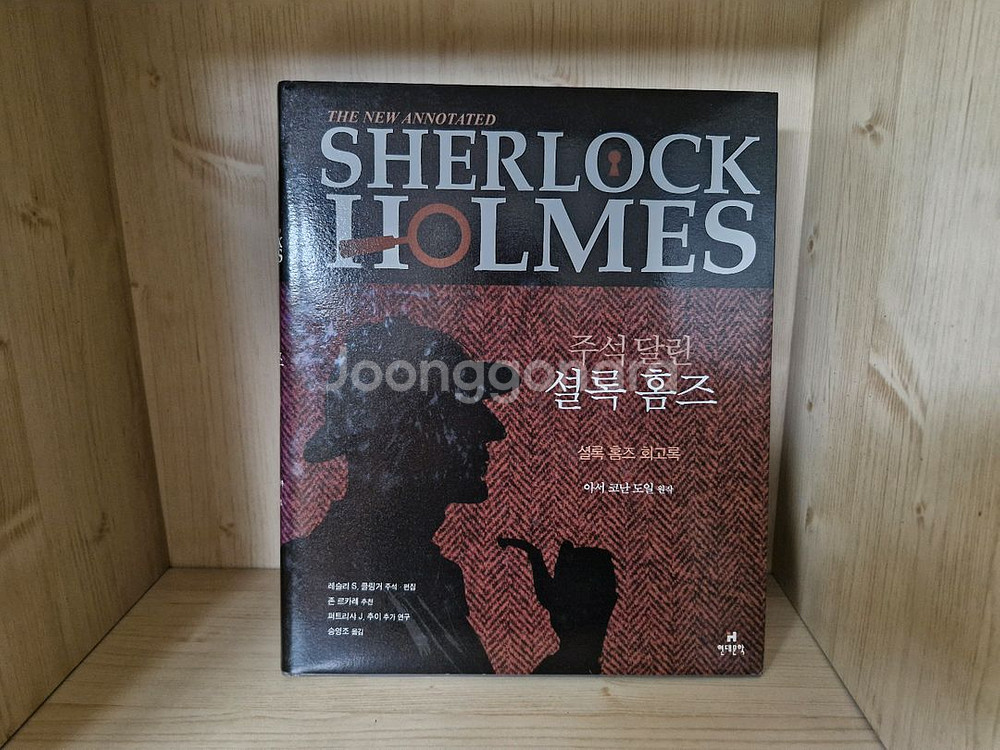 THE NEW ANNOTATED
SHERLOCK
HOLMES
주석 달린
셜록 홈즈
셜록 홈즈 회고록
아서 코난 도일 원작
레슬리 S. 클링거 주석·편집
존 르카레 추천
퍼트리샤 J. 추이 추가 연구
승영조 옮김
현대문학